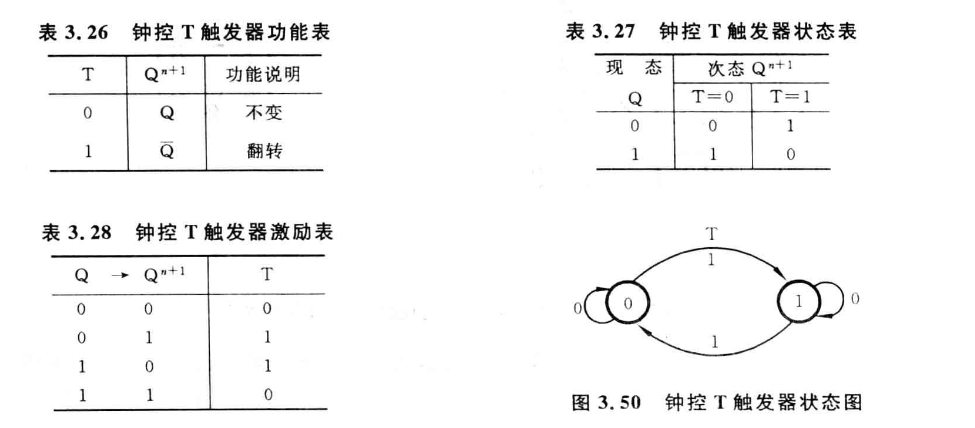 表 3.26 钟控 T 触发器功能表
T Qⁿ⁺¹ 功能说明
0 Q 不变
1 Q̅ 翻转
表 3.27 钟控 T 触发器状态表
现 态 次态 Qⁿ⁺¹
Q T=0 T=1
0 0 1
1 1 0
表 3.28 钟控 T 触发器激励表
Q → Qⁿ⁺¹ T
0 0 0
0 1 1
1 0 1
1 1 0
T
1
0 0 1 0
1
图 3.50 钟控 T 触发器状态图